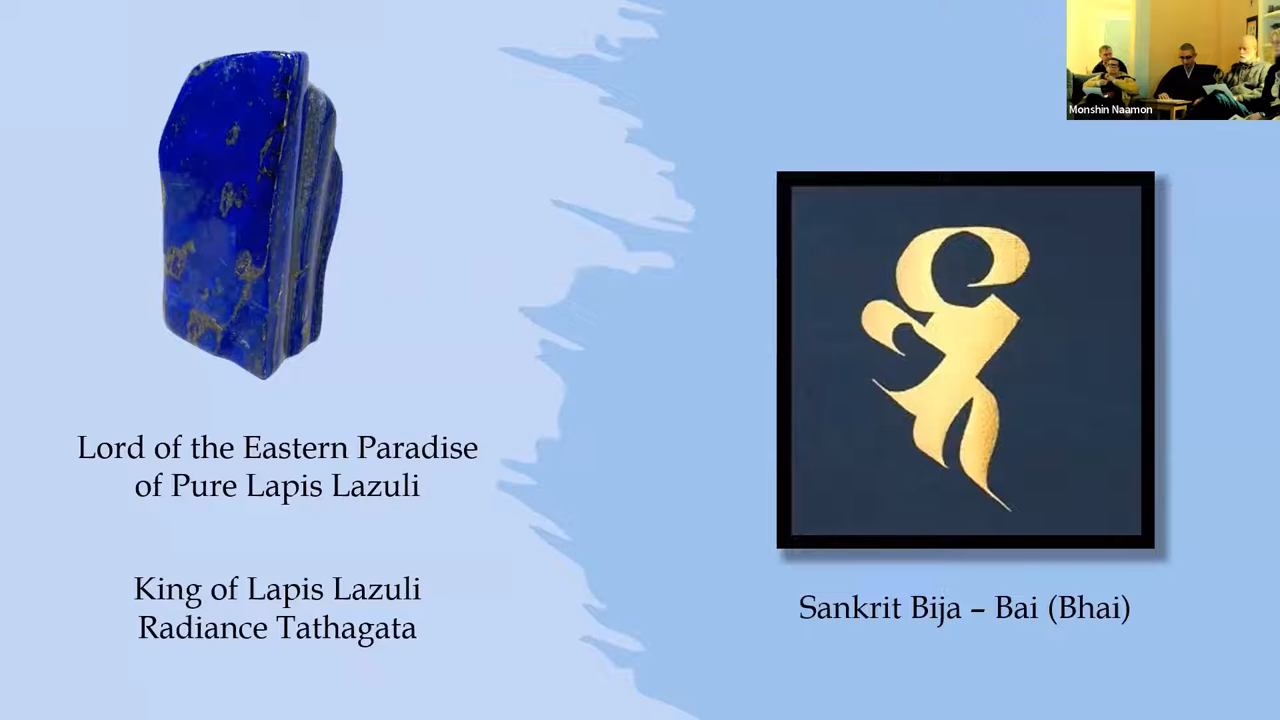 Monshin Naamon
Lord of the Eastern Paradise
of Pure Lapis Lazuli
King of Lapis Lazuli
Radiance Tathagata
Sankrit Bija – Bai (Bhai)